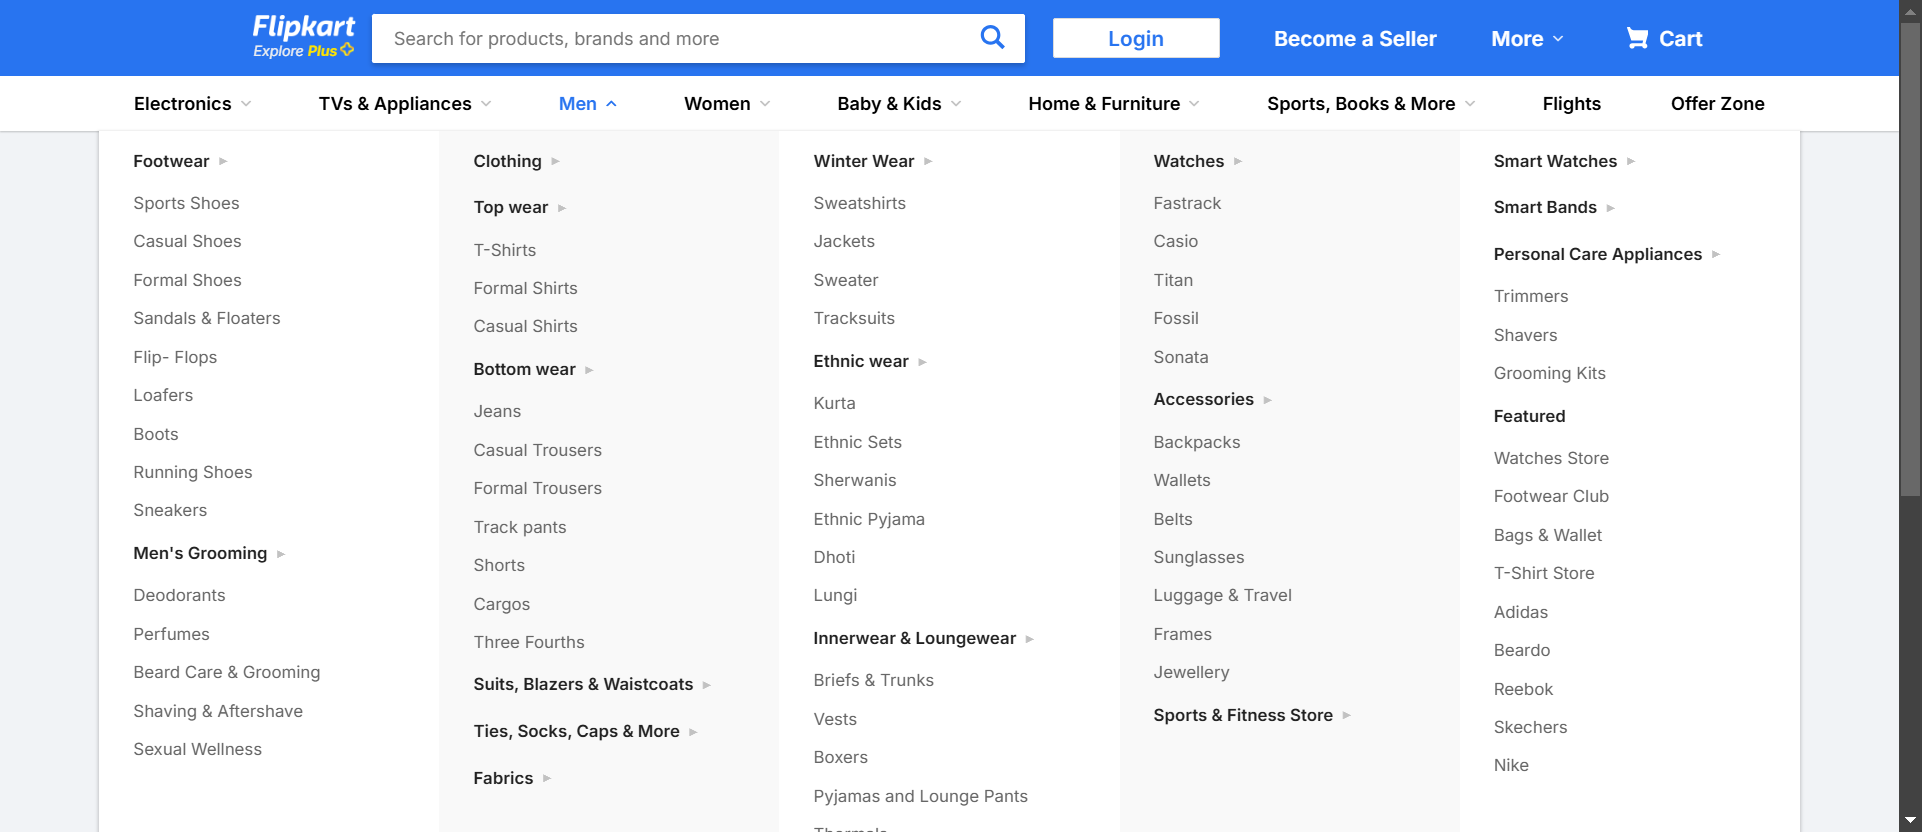 Flipkart
Explore Plus
Search for products, brands and more
Login
Become a Seller
More
Cart
Electronics
TVs & Appliances
Men
Women
Baby & Kids
Home & Furniture
Sports, Books & More
Flights
Offer Zone
Footwear
Sports Shoes
Casual Shoes
Formal Shoes
Sandals & Floaters
Flip- Flops
Loafers
Boots
Running Shoes
Sneakers
Men's Grooming
Deodorants
Perfumes
Beard Care & Grooming
Shaving & Aftershave
Sexual Wellness
Clothing
Top wear
T-Shirts
Formal Shirts
Casual Shirts
Bottom wear
Jeans
Casual Trousers
Formal Trousers
Track pants
Shorts
Cargos
Three Fourths
Suits, Blazers & Waistcoats
Ties, Socks, Caps & More
Fabrics
Winter Wear
Sweatshirts
Jackets
Sweater
Tracksuits
Ethnic wear
Kurta
Ethnic Sets
Sherwanis
Ethnic Pyjama
Dhoti
Lungi
Innerwear & Loungewear
Briefs & Trunks
Vests
Boxers
Pyjamas and Lounge Pants
Watches
Fastrack
Casio
Titan
Fossil
Sonata
Accessories
Backpacks
Wallets
Belts
Sunglasses
Luggage & Travel
Frames
Jewellery
Sports & Fitness Store
Smart Watches
Smart Bands
Personal Care Appliances
Trimmers
Shavers
Grooming Kits
Featured
Watches Store
Footwear Club
Bags & Wallet
T-Shirt Store
Adidas
Beardo
Reebok
Skechers
Nike